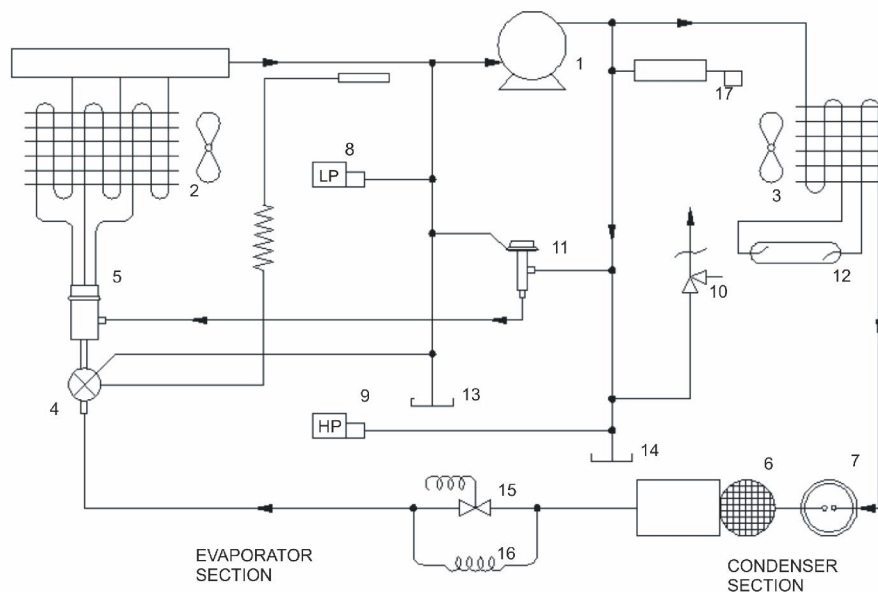 1
17
8
LP
2
3
11
5
10
12
4
9
13
HP
14
6
7
15
16
EVAPORATOR
SECTION
CONDENSER
SECTION